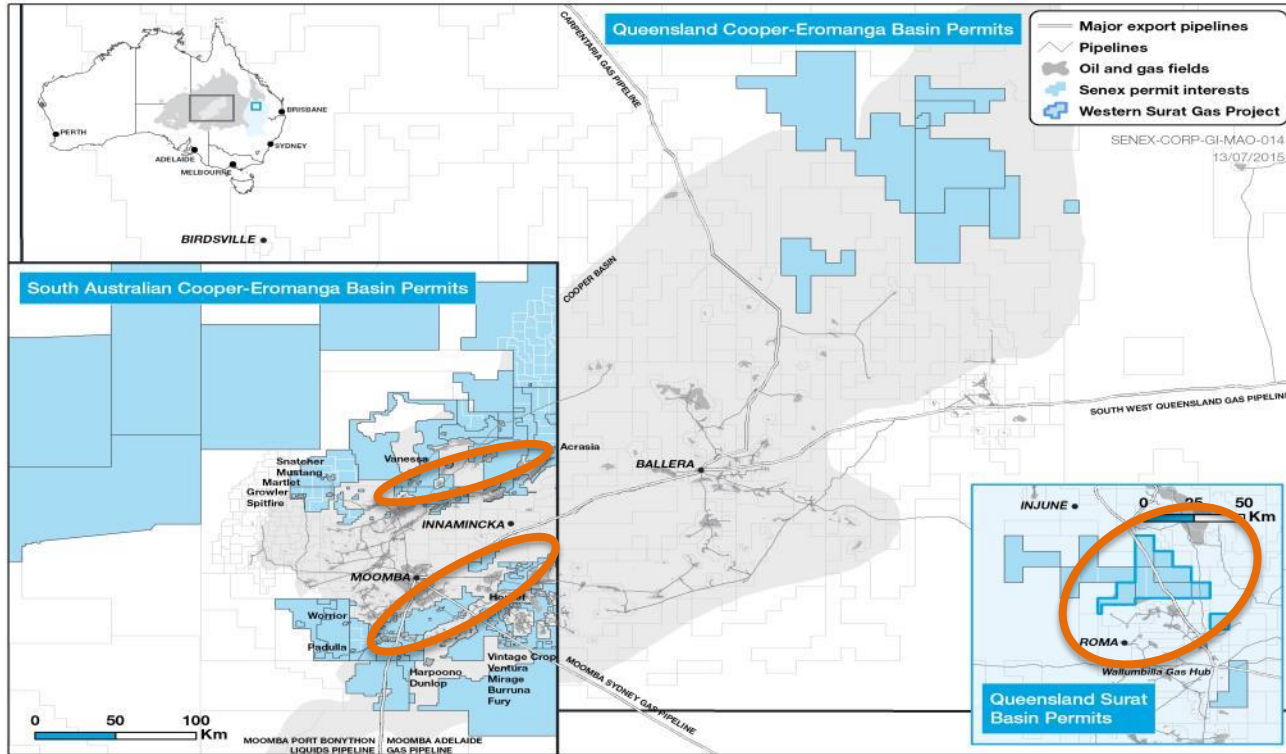 Queensland Cooper-Eromanga Basin Permits
CARPENTARIA GAS PIPELINE
Major export pipelines
Pipelines
Oil and gas fields
Senex permit interests
Western Surat Gas Project
SENEX-CORP-GI-MAO-014
13/07/2015
BRISBANE
PERTH
SYDNEY
ADELAIDE
MELBOURNE
BIRDSVILLE
COOPER BASIN
South Australian Cooper-Eromanga Basin Permits
SOUTH WEST QUEENSLAND GAS PIPELINE
Acrasia
Vanessa
Snatcher
Mustang
Martlet
Growler
Spitfire
BALLERA
INNAMINCKA
MOOMBA
Worrior
Padulla
Harpoono
Dunlop
Vintage Crop
Ventura
Mirage
Burruna
Fury
MOOMBA SYDNEY GAS PIPELINE
0 50 100
Km
MOOMBA PORT BONYTHON
LIQUIDS PIPELINE
MOOMBA ADELAIDE
GAS PIPELINE
INJUNE
0 25 50
Km
ROMA
Wallumbilla Gas Hub
Queensland Surat
Basin Permits